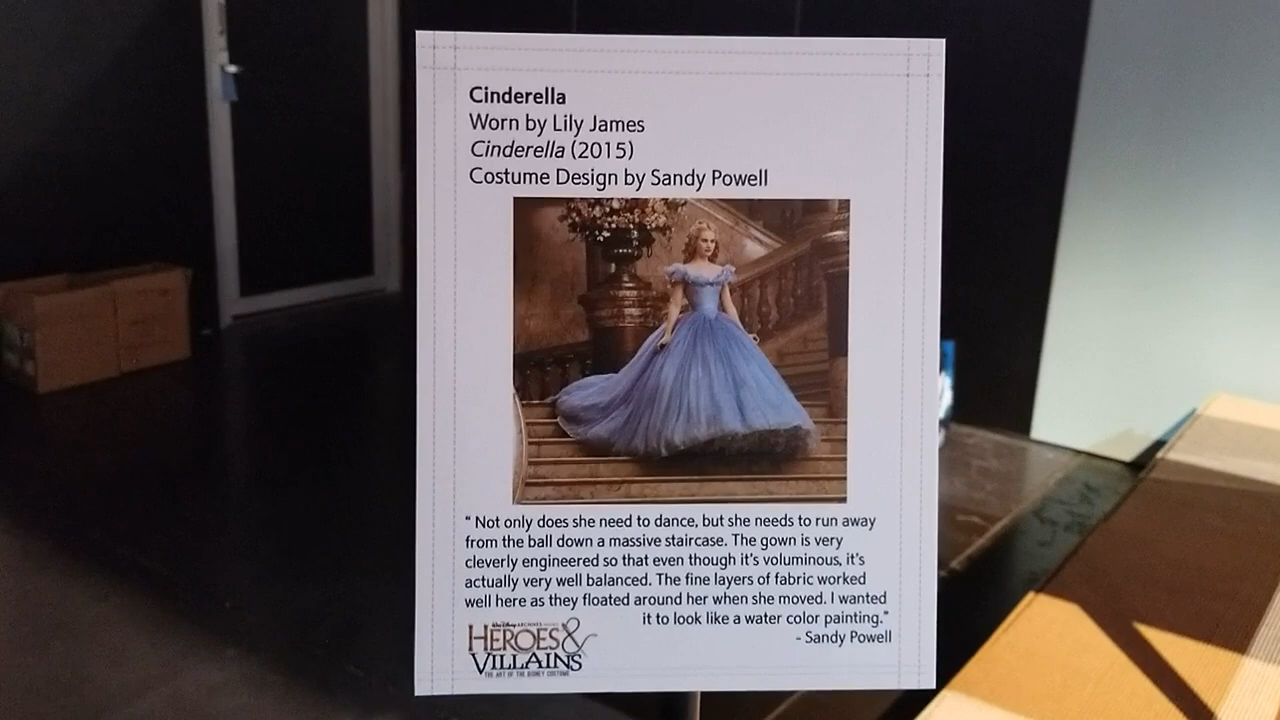 Cinderella
Worn by Lily James
Cinderella (2015)
Costume Design by Sandy Powell
“ Not only does she need to dance, but she needs to run away
from the ball down a massive staircase. The gown is very
cleverly engineered so that even though it’s voluminous, it’s
actually very well balanced. The fine layers of fabric worked
well here as they floated around her when she moved. I wanted
it to look like a water color painting.”
- Sandy Powell
Walt Disney ARCHIVES PRESENTS
HEROES &
VILLAINS
THE ART OF THE DISNEY COSTUME